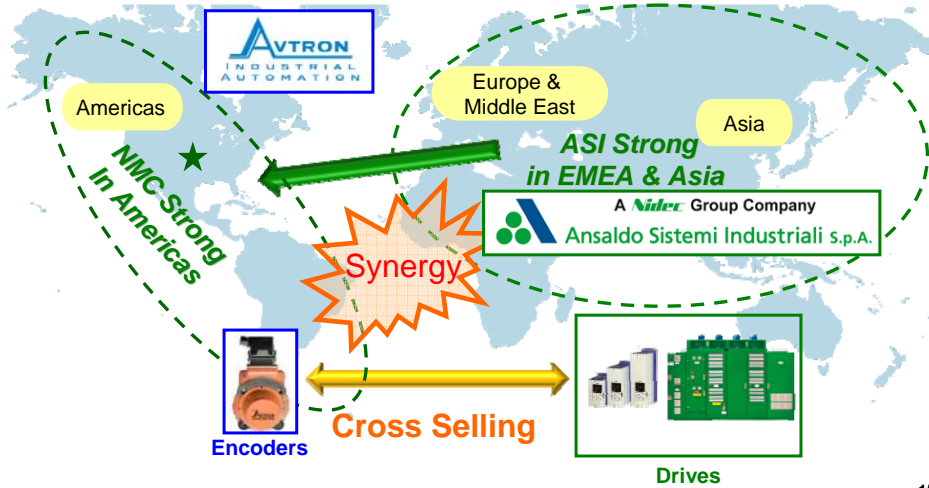 AVTRON
INDUSTRIAL
AUTOMATION
Americas
Europe &
Middle East
Asia
NMC Strong
In Americas
ASI Strong
in EMEA & Asia
A Nidec Group Company
Ansaldo Sistemi Industriali S.p.A.
Synergy
AVTRON
Encoders
Cross Selling
Drives